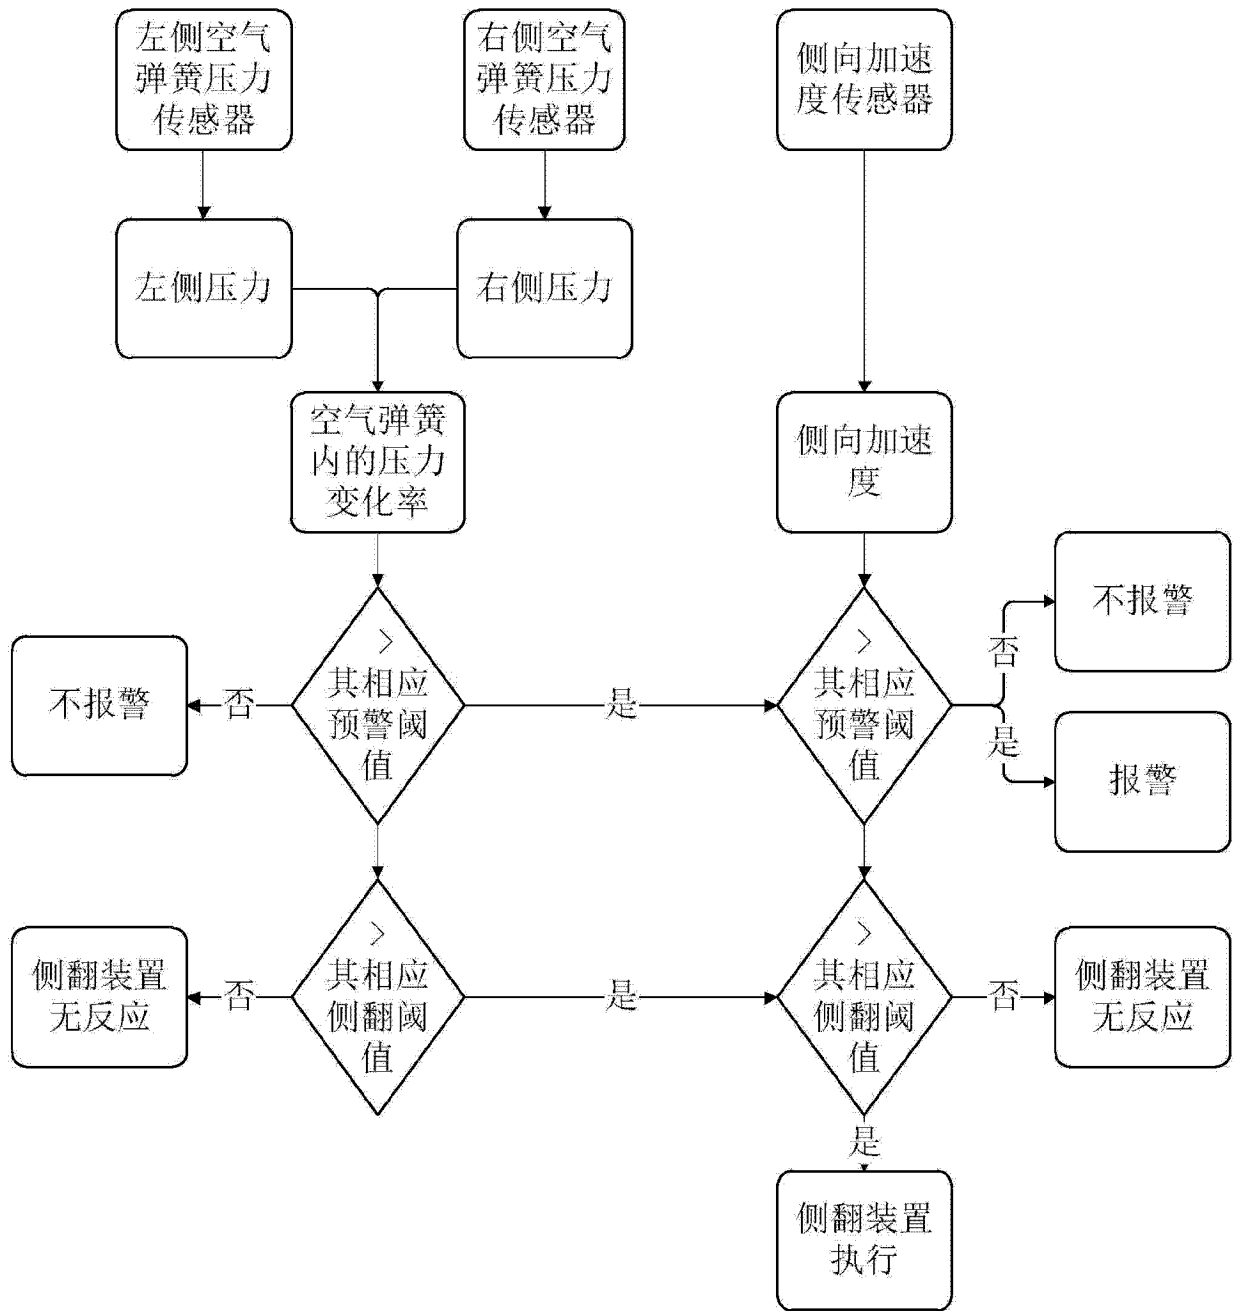 左侧空气
弹簧压力
传感器
右侧空气
弹簧压力
传感器
侧向加速
度传感器
左侧压力
右侧压力
空气弹簧
内的压力
变化率
侧向加速
度
不报警
否
>
其相应
预警阈
值
是
>
其相应
预警阈
值
否
不报警
是
报警
侧翻装置
无反应
否
>
其相应
侧翻阈
值
是
>
其相应
侧翻阈
值
否
侧翻装置
无反应
是
侧翻装置
执行